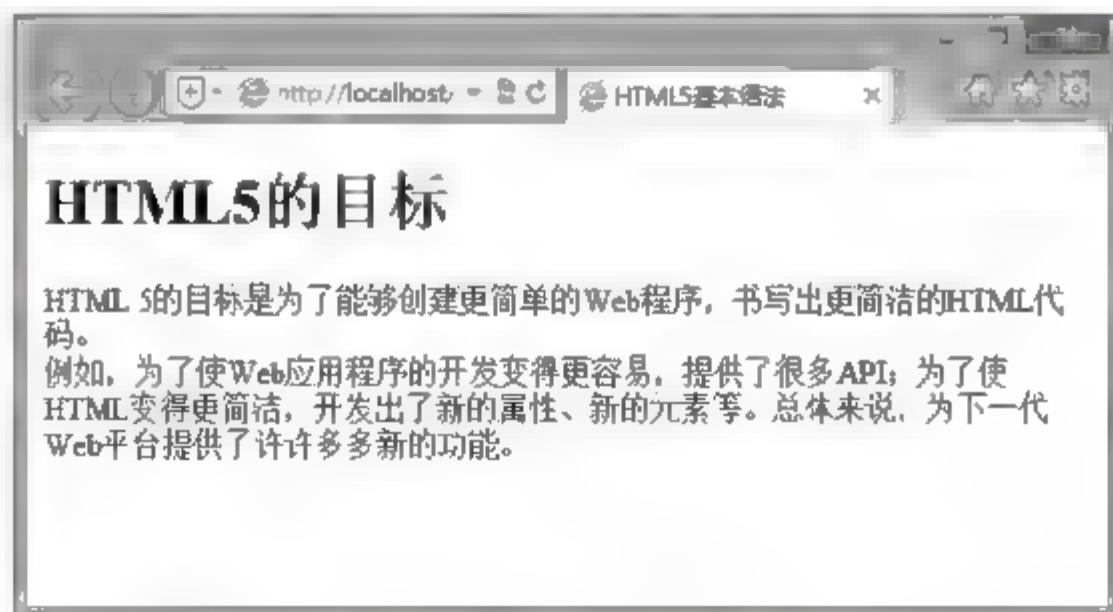 http://localhost/
HTML5基本语法
HTML5的目标
HTML 5的目标是为了能够创建更简单的Web程序，书写出更简洁的HTML代
码。
例如，为了使Web应用程序的开发变得更容易，提供了很多API；为了使
HTML变得更简洁，开发出了新的属性、新的元素等。总体来说，为下一代
Web平台提供了许许多多新的功能。